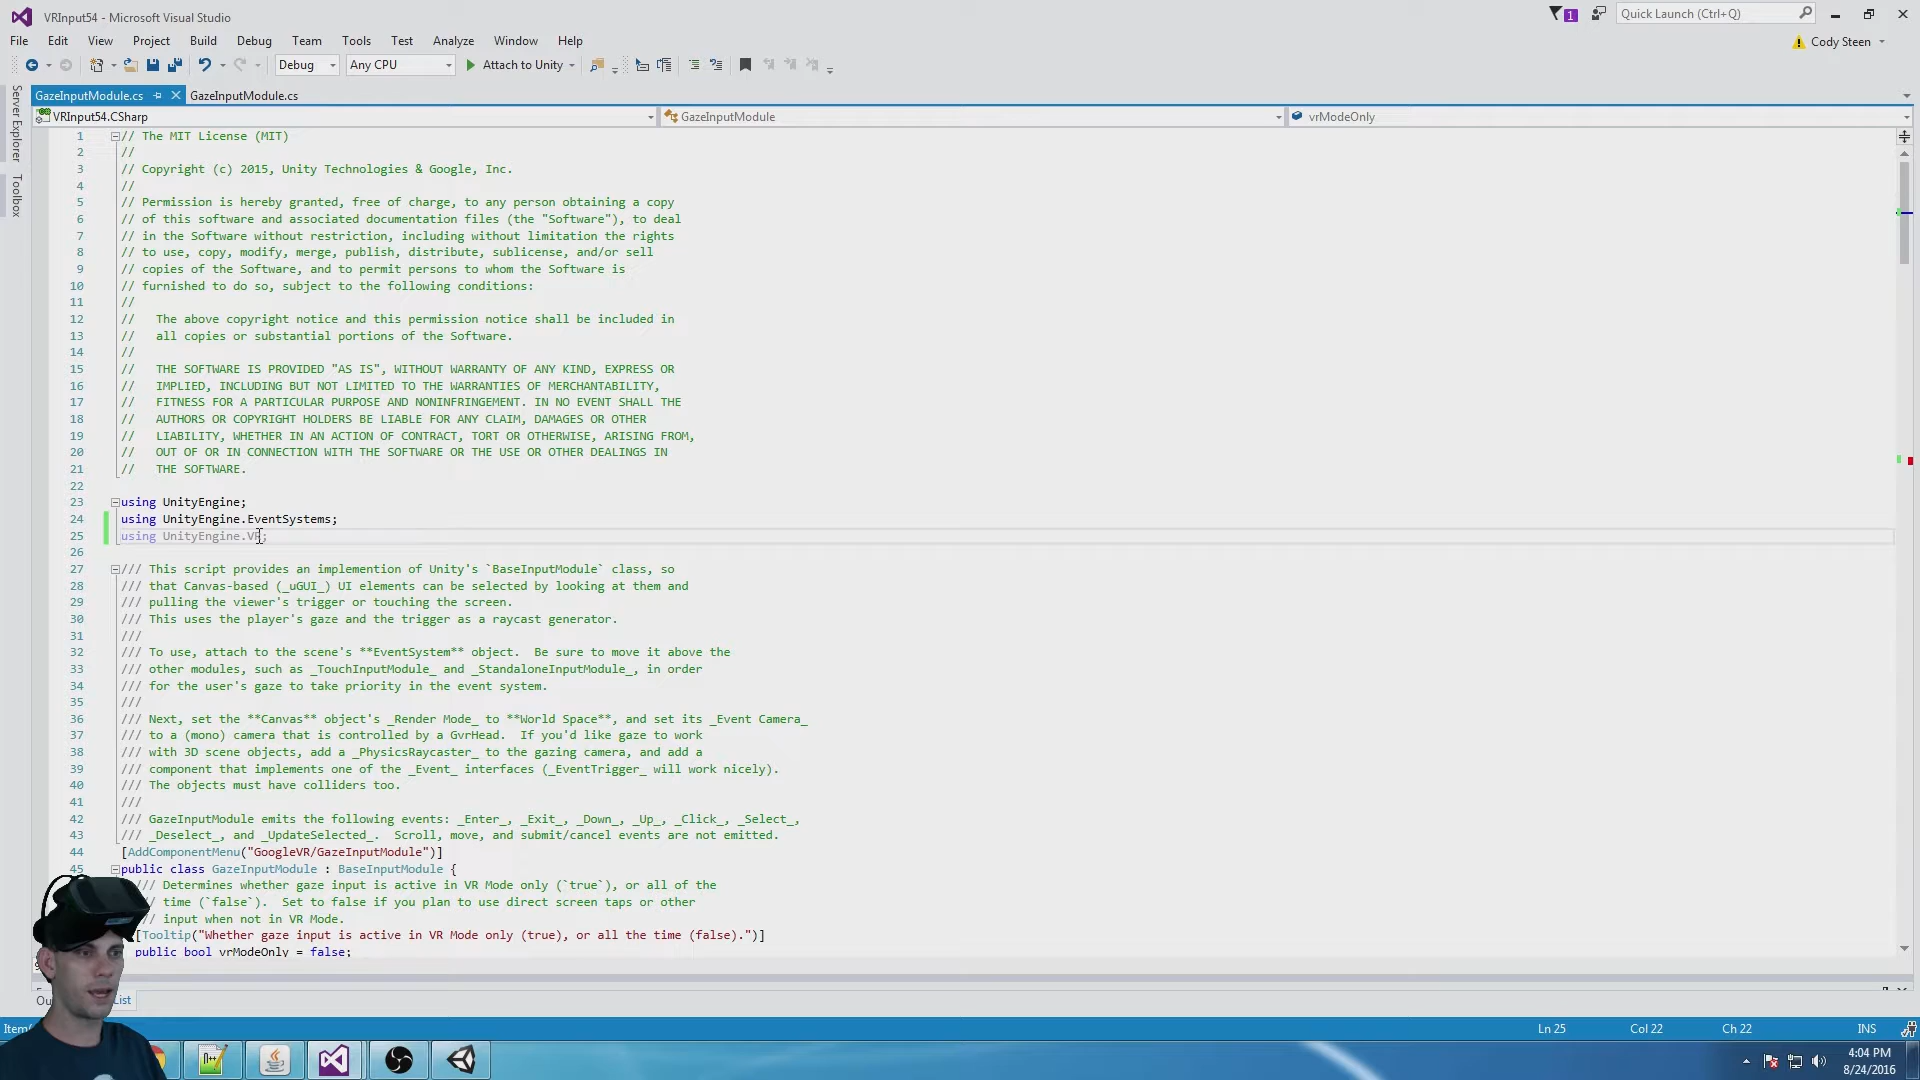 VRInput54 - Microsoft Visual Studio
1
Quick Launch (Ctrl+Q)
File Edit View Project Build Debug Team Tools Test Analyze Window Help
Cody Steen
Debug Any CPU Attach to Unity
Server Explorer
Toolbox
GazeInputModule.cs GazeInputModule.cs
VRInput54.CSharp GazeInputModule vrModeOnly
1 // The MIT License (MIT)
2 //
3 // Copyright (c) 2015, Unity Technologies & Google, Inc.
4 //
5 // Permission is hereby granted, free of charge, to any person obtaining a copy
6 // of this software and associated documentation files (the "Software"), to deal
7 // in the Software without restriction, including without limitation the rights
8 // to use, copy, modify, merge, publish, distribute, sublicense, and/or sell
9 // copies of the Software, and to permit persons to whom the Software is
10 // furnished to do so, subject to the following conditions:
11 //
12 //   The above copyright notice and this permission notice shall be included in
13 //   all copies or substantial portions of the Software.
14 //
15 //   THE SOFTWARE IS PROVIDED "AS IS", WITHOUT WARRANTY OF ANY KIND, EXPRESS OR
16 //   IMPLIED, INCLUDING BUT NOT LIMITED TO THE WARRANTIES OF MERCHANTABILITY,
17 //   FITNESS FOR A PARTICULAR PURPOSE AND NONINFRINGEMENT. IN NO EVENT SHALL THE
18 //   AUTHORS OR COPYRIGHT HOLDERS BE LIABLE FOR ANY CLAIM, DAMAGES OR OTHER
19 //   LIABILITY, WHETHER IN AN ACTION OF CONTRACT, TORT OR OTHERWISE, ARISING FROM,
20 //   OUT OF OR IN CONNECTION WITH THE SOFTWARE OR THE USE OR OTHER DEALINGS IN
21 //   THE SOFTWARE.
22
23 using UnityEngine;
24 using UnityEngine.EventSystems;
25 using UnityEngine.VR;
26
27 /// This script provides an implemention of Unity's `BaseInputModule` class, so
28 /// that Canvas-based (_uGUI_) UI elements can be selected by looking at them and
29 /// pulling the viewer's trigger or touching the screen.
30 /// This uses the player's gaze and the trigger as a raycast generator.
31 ///
32 /// To use, attach to the scene's **EventSystem** object.  Be sure to move it above the
33 /// other modules, such as _TouchInputModule_ and _StandaloneInputModule_, in order
34 /// for the user's gaze to take priority in the event system.
35 ///
36 /// Next, set the **Canvas** object's _Render Mode_ to **World Space**, and set its _Event Camera_
37 /// to a (mono) camera that is controlled by a GvrHead.  If you'd like gaze to work
38 /// with 3D scene objects, add a _PhysicsRaycaster_ to the gazing camera, and add a
39 /// component that implements one of the _Event_ interfaces (_EventTrigger_ will work nicely).
40 /// The objects must have colliders too.
41 ///
42 /// GazeInputModule emits the following events: _Enter_, _Exit_, _Down_, _Up_, _Click_, _Select_,
43 /// _Deselect_, and _UpdateSelected_.  Scroll, move, and submit/cancel events are not emitted.
44 [AddComponentMenu("GoogleVR/GazeInputModule")]
45 public class GazeInputModule : BaseInputModule {
/// Determines whether gaze input is active in VR Mode only (`true`), or all of the
// time (`false`).  Set to false if you plan to use direct screen taps or other
// input when not in VR Mode.
[Tooltip("Whether gaze input is active in VR Mode only (true), or all the time (false).")]
public bool vrModeOnly = false;
Ou List
Item( Ln 25 Col 22 Ch 22 INS
4:04 PM
8/24/2016